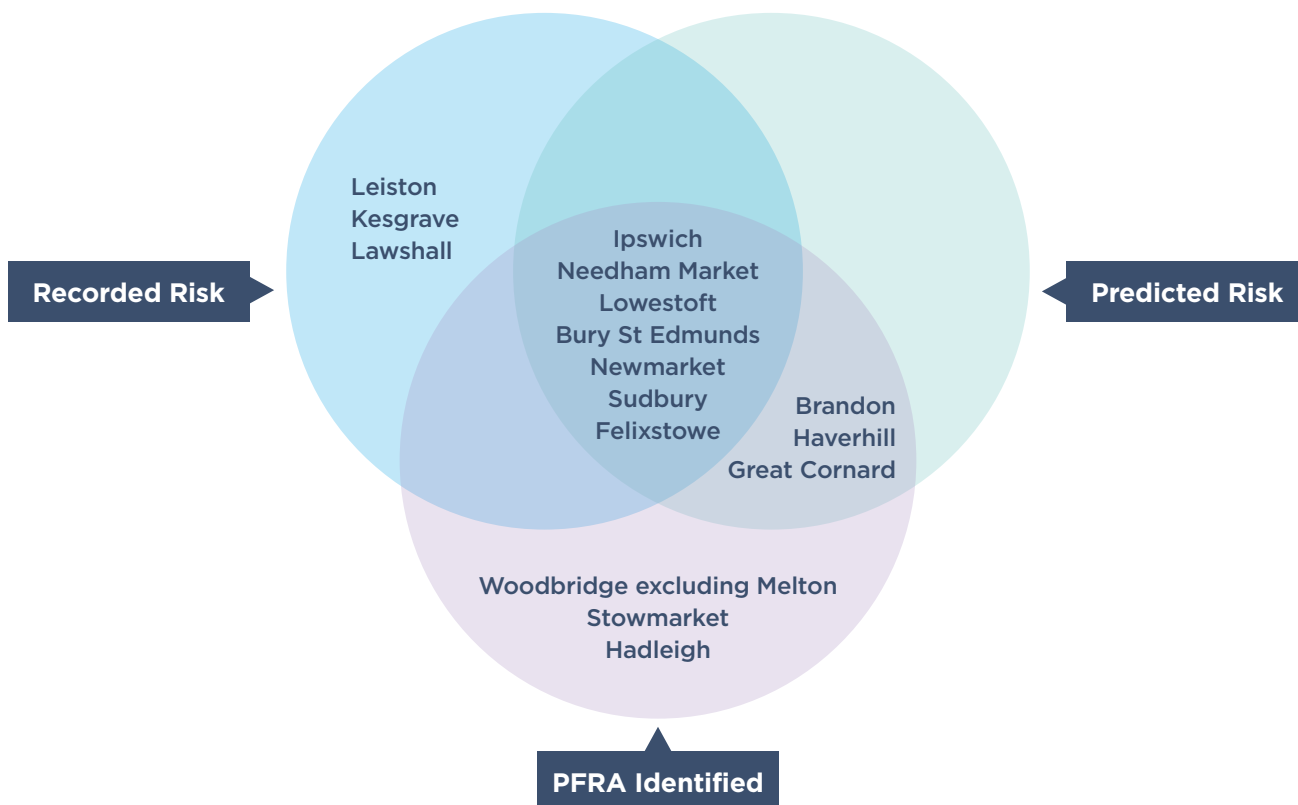 Leiston
Kesgrave
Lawshall
Recorded Risk
Ipswich
Needham Market
Lowestoft
Bury St Edmunds
Newmarket
Sudbury
Felixstowe
Predicted Risk
Brandon
Haverhill
Great Cornard
Woodbridge excluding Melton
Stowmarket
Hadleigh
PFRA Identified